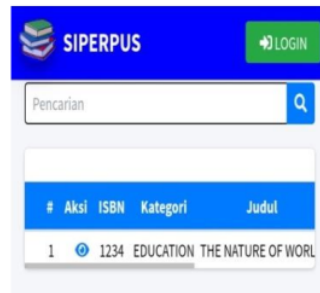 SIPERPUS
LOGIN
Pencarian
# Aksi ISBN Kategori Judul
1 1234 EDUCATION THE NATURE OF WORL